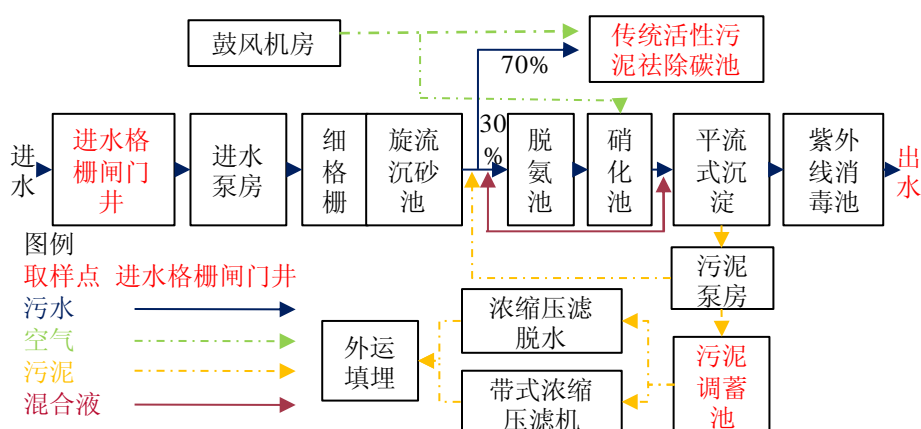 鼓风机房
传统活性污
泥祛除碳池
70%
30
%
进
水
进水格
栅闸门
井
进水
泵房
细
格
栅
旋流
沉砂
池
脱
氨
池
硝
化
池
平流
式沉
淀
紫外
线消
毒池
出
水
图例
取样点 进水格栅闸门井
污水
空气
污泥
混合液
污泥
泵房
浓缩压滤
脱水
外运
填埋
带式浓缩
压滤机
污泥
调蓄
池